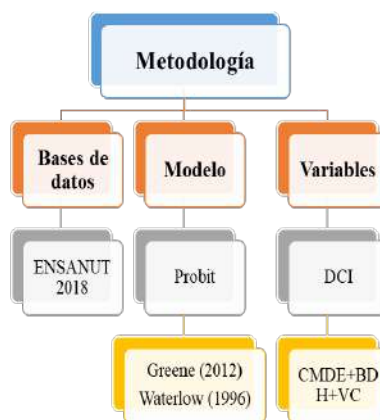 Metodología
Bases de
datos
Modelo
Variables
ENSANUT
2018
Probit
DCI
Greene (2012)
Waterlow (1996)
CMDE+BD
H+VC